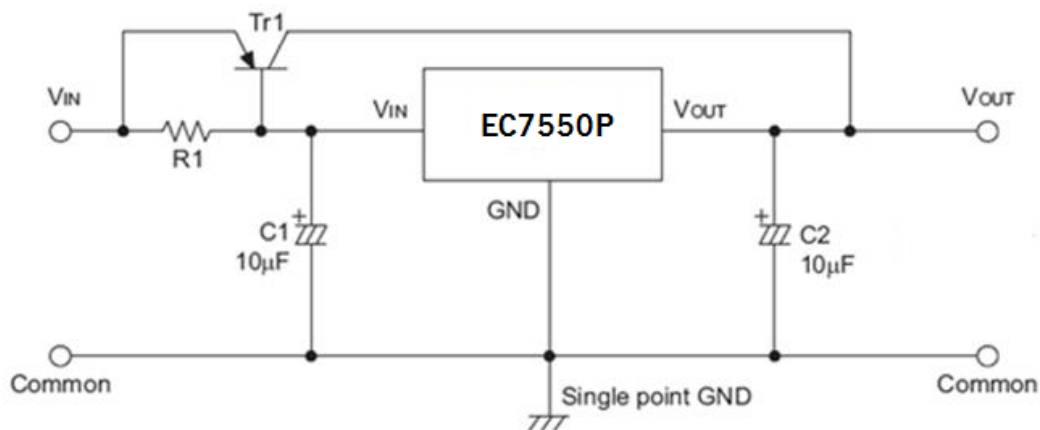 Tr1
VIN
R1
VIN
EC7550P
VOUT
VOUT
GND
+
C1
10μF
+
C2
10μF
Common
Single point GND
Common